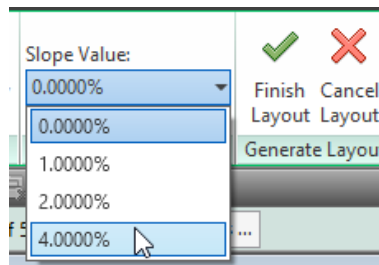 Slope Value:
0.0000%
0.0000%
1.0000%
2.0000%
4.0000%
Finish Layout
Cancel Layout
Generate Layou
...